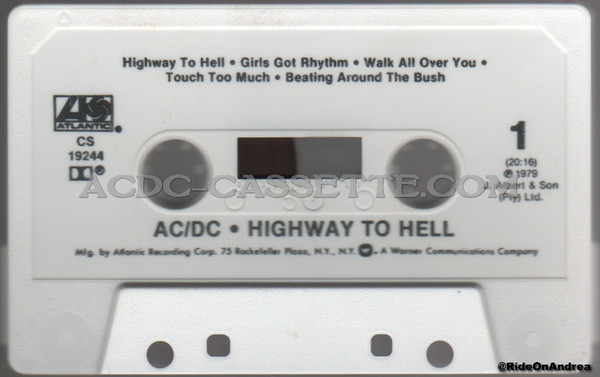 Highway To Hell • Girls Got Rhythm • Walk All Over You •
Touch Too Much • Beating Around The Bush
ATLANTIC
CS
19244
1
(20:16)
℗ 1979
J. Albert & Son
(Pty) Ltd.
ACDC-CASSETTE.COM
AC/DC • HIGHWAY TO HELL
Mfg. by Atlantic Recording Corp. 75 Rockefeller Plaza, N.Y., N.Y. A Warner Communications Company
@RideOnAndrea